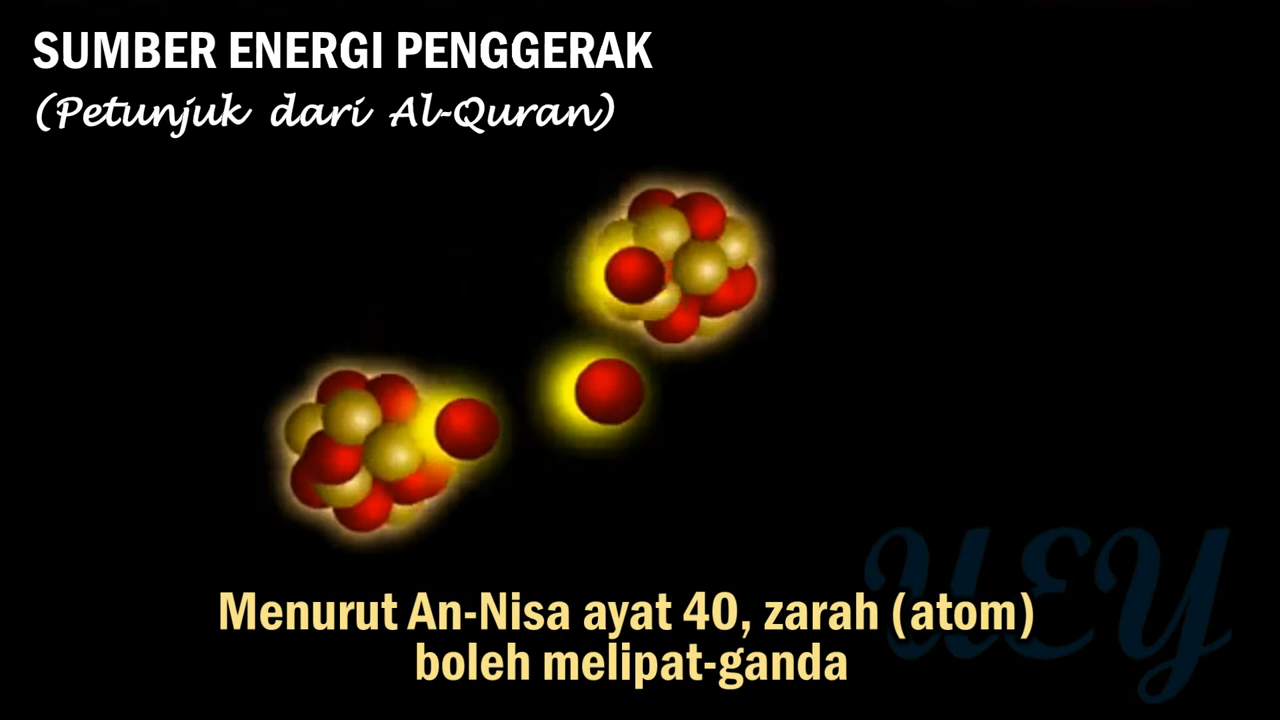 SUMBER ENERGI PENGGERAK
(Petunjuk dari Al-Quran)
UEY
Menurut An-Nisa ayat 40, zarah (atom)
boleh melipat-ganda